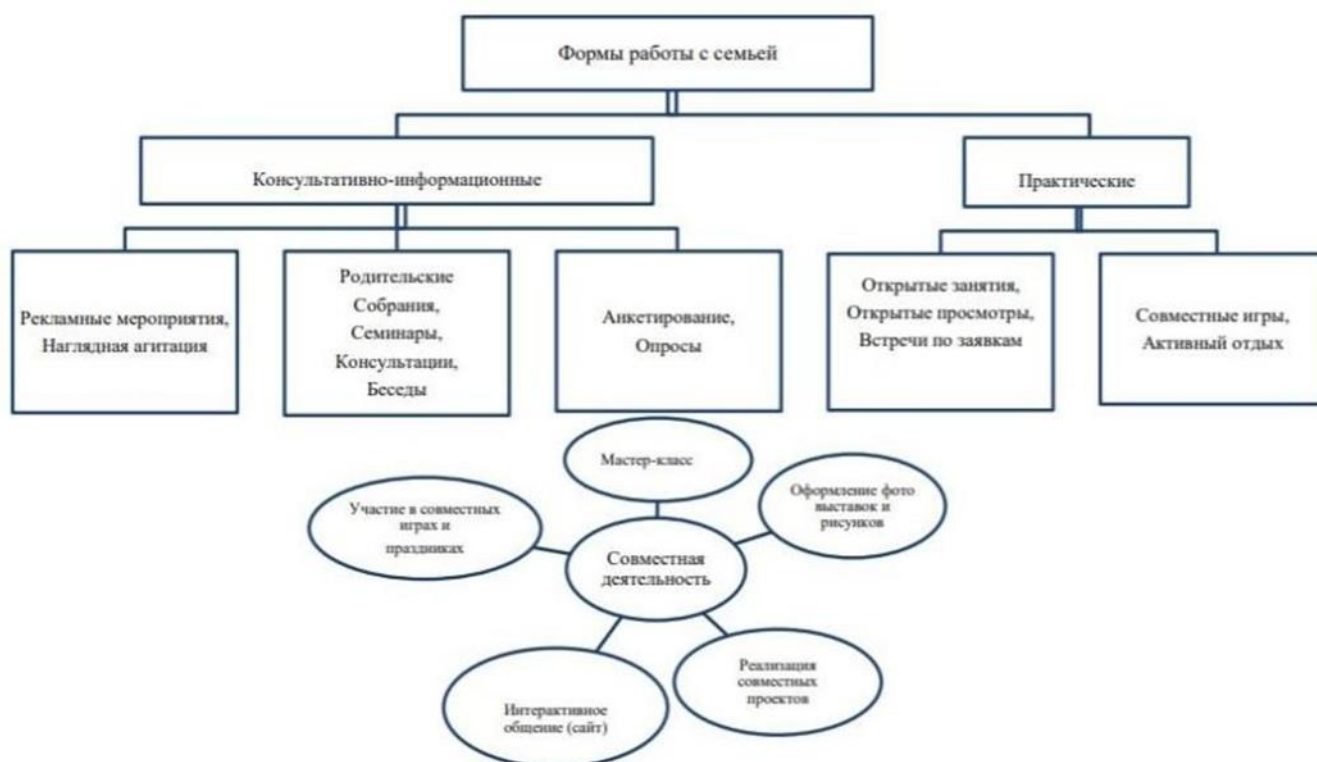 Формы работы с семьей
Консультативно-информационные
Практические
Рекламные мероприятия,
Наглядная агитация
Родительские
Собрания,
Семинары,
Консультации,
Беседы
Анкетирование,
Опросы
Открытые занятия,
Открытые просмотры,
Встречи по заявкам
Совместные игры,
Активный отдых
Мастер-класс
Участие в совместных
играх и
праздниках
Оформление фото
выставок и
рисунков
Совместная
деятельность
Интерактивное
общение (сайт)
Реализация
совместных
проектов